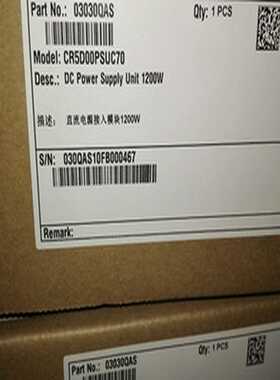 Part No.: 03030QAS Qty: 1 PCS
Model: CR5D00PSUC70
Desc.: DC Power Supply Unit 1200W
描述: 直流电源接入模块1200W
S/N: 030QAS10FB000467
Remark:
Part No.: 03030QAS Qty: 1 PCS